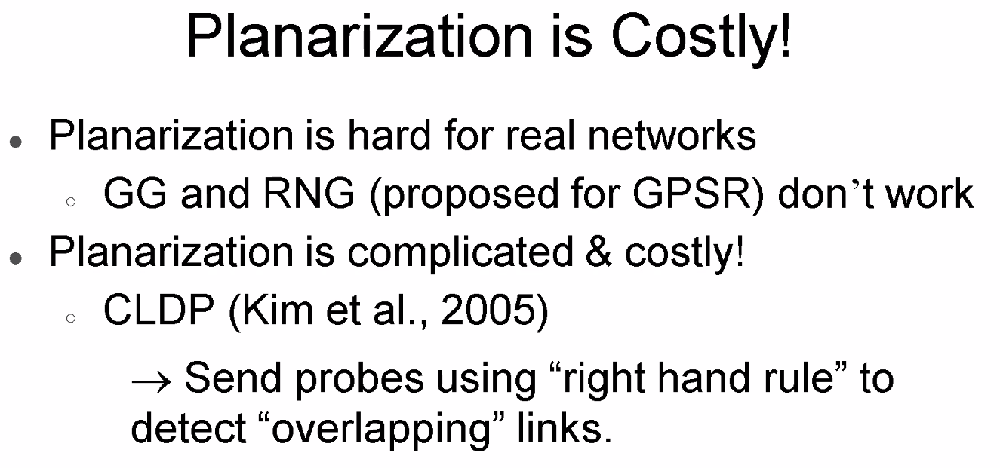 Planarization is Costly!
● Planarization is hard for real networks
○ GG and RNG (proposed for GPSR) don’t work
● Planarization is complicated & costly!
○ CLDP (Kim et al., 2005)
→ Send probes using “right hand rule” to
detect “overlapping” links.